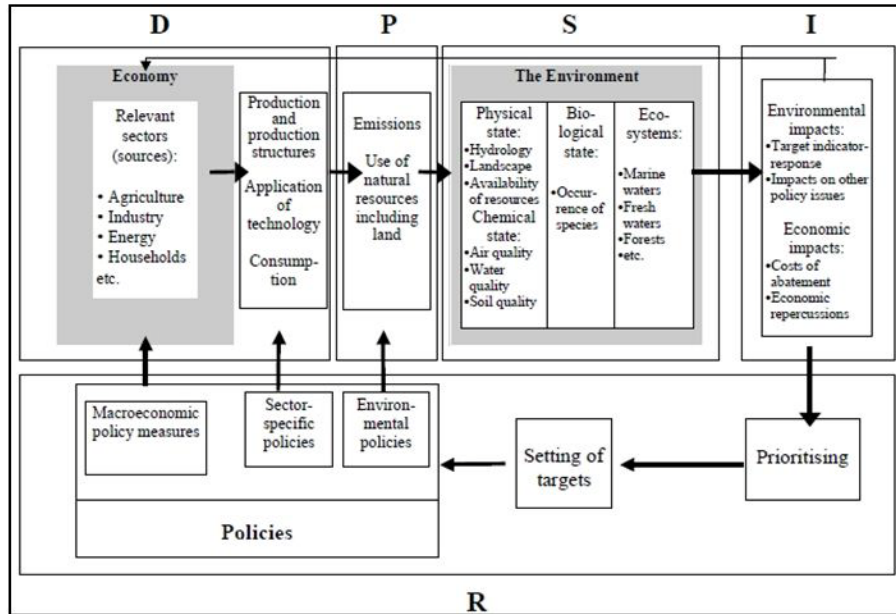 D
P
S
I
Economy
Relevant
sectors
(sources):
• Agriculture
• Industry
• Energy
• Households
etc.
Production
and
production
structures
Application
of
technology
Consump-
tion
Emissions
Use of
natural
resources
including
land
The Environment
Physical
state:
•Hydrology
•Landscape
•Availability
of resources
Chemical
state:
•Air quality
•Water
quality
•Soil quality
Bio-
logical
state:
•Occur-
rence of
species
Eco-
systems:
•Marine
waters
•Fresh
waters
•Forests
•etc.
Environmental
impacts:
•Target indicator-
response
•Impacts on other
policy issues
Economic
impacts:
•Costs of
abatement
•Economic
repercussions
Macroeconomic
policy measures
Sector-
specific
policies
Environ-
mental
policies
Setting of
targets
Prioritising
Policies
R